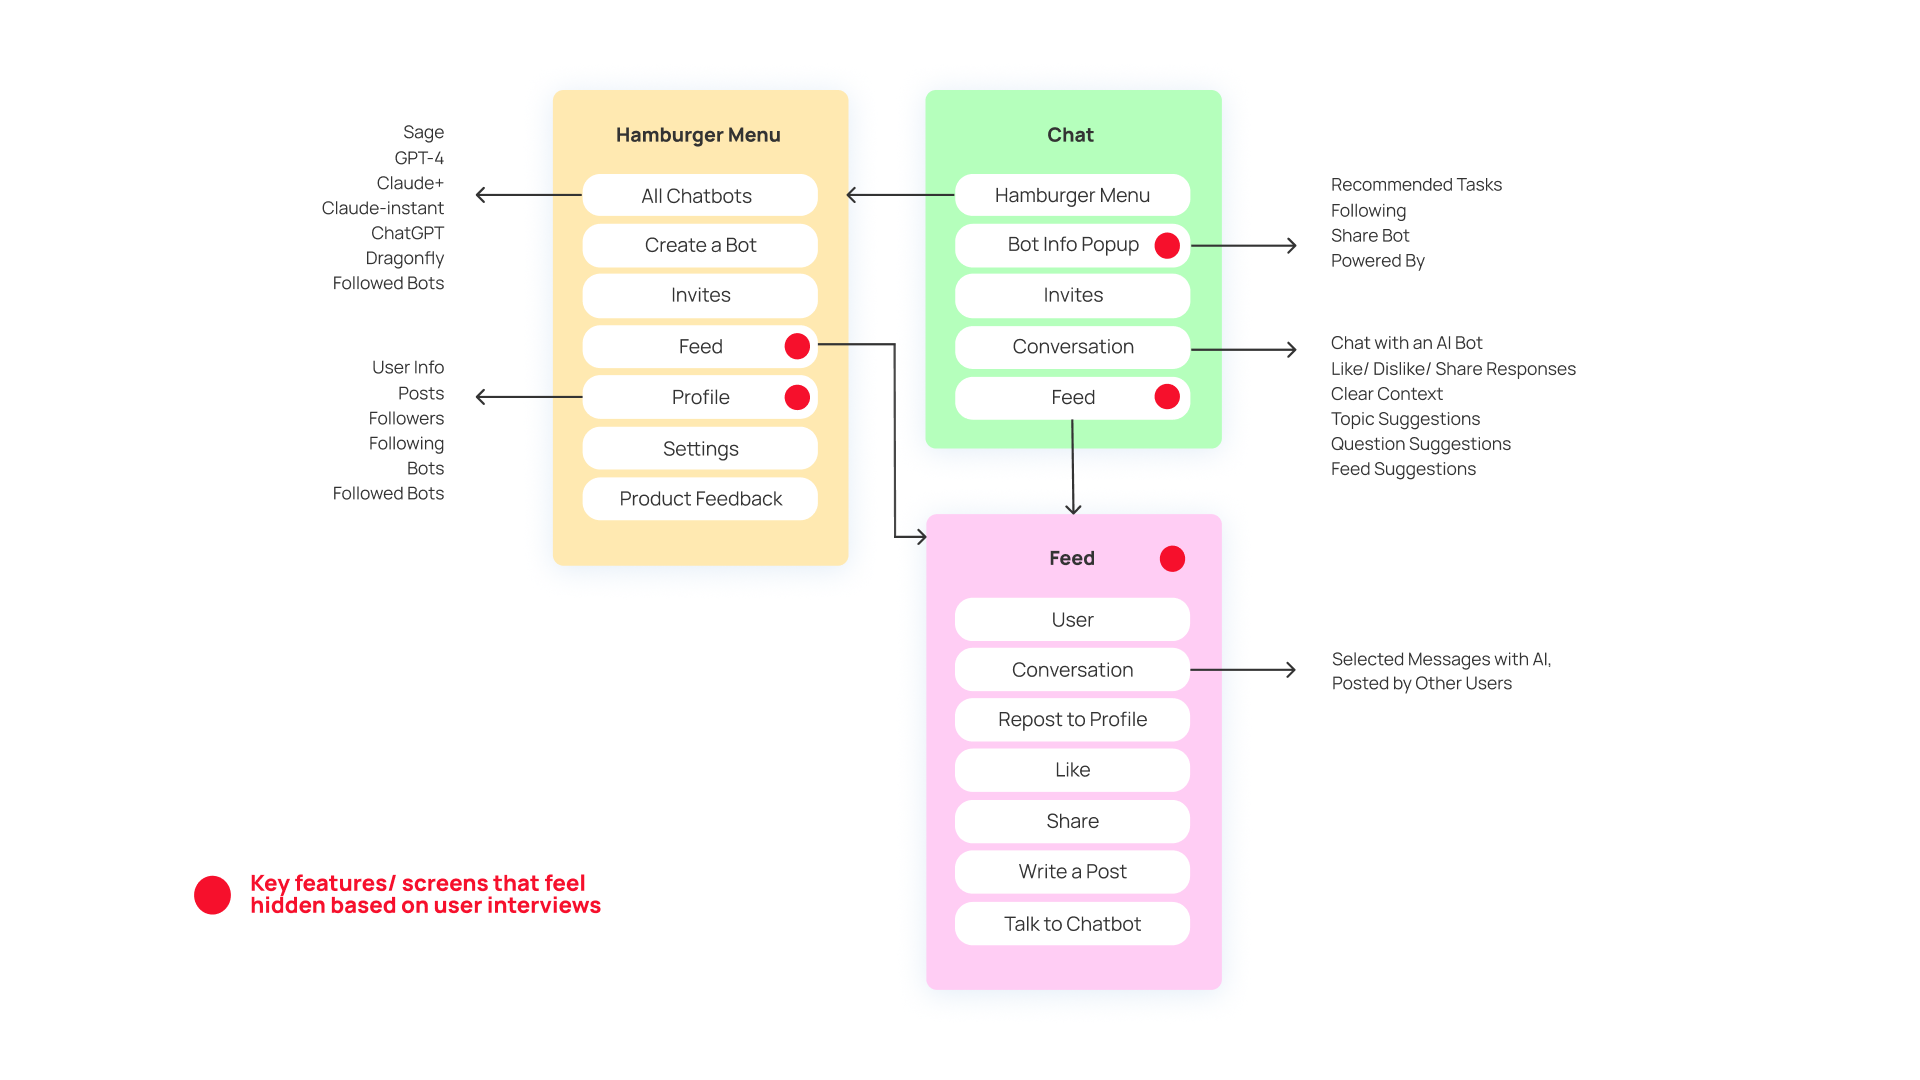 Sage
GPT-4
Claude+
Claude-instant
ChatGPT
Dragonfly
Followed Bots
User Info
Posts
Followers
Following
Bots
Followed Bots
Hamburger Menu
All Chatbots
Create a Bot
Invites
Feed
Profile
Settings
Product Feedback
Chat
Hamburger Menu
Bot Info Popup
Invites
Conversation
Feed
Recommended Tasks
Following
Share Bot
Powered By
Chat with an AI Bot
Like/ Dislike/ Share Responses
Clear Context
Topic Suggestions
Question Suggestions
Feed Suggestions
Feed
User
Conversation
Repost to Profile
Like
Share
Write a Post
Talk to Chatbot
Selected Messages with AI,
Posted by Other Users
Key features/ screens that feel
hidden based on user interviews